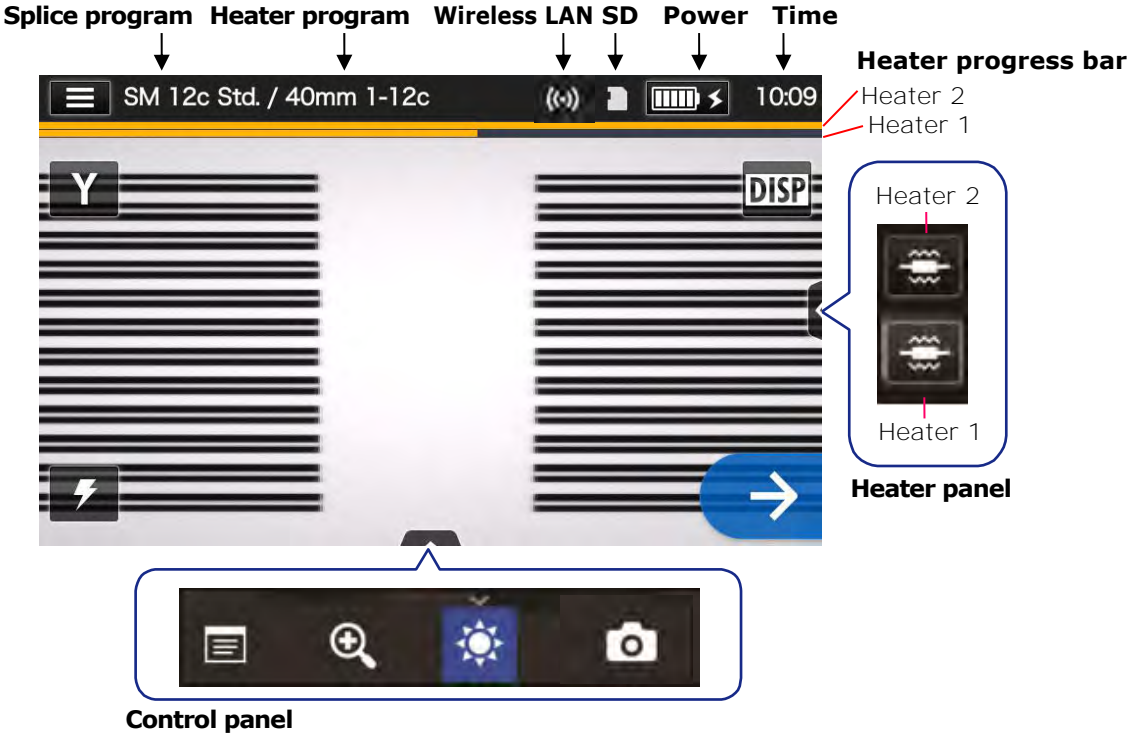 Splice program Heater program Wireless LAN SD Power Time
Heater progress bar
SM 12c Std. / 40mm 1-12c 10:09
Heater 2
Heater 1
Y DISP
Heater 2
Heater 1
Heater panel
Control panel